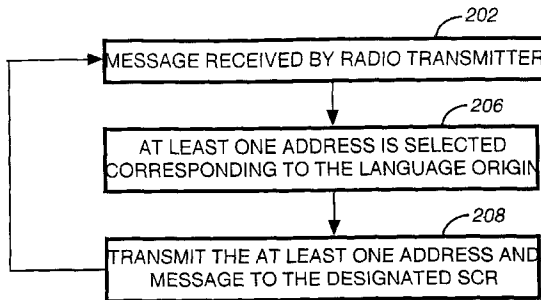 202
MESSAGE RECEIVED BY RADIO TRANSMITTER
206
AT LEAST ONE ADDRESS IS SELECTED
CORRESPONDING TO THE LANGUAGE ORIGIN
208
TRANSMIT THE AT LEAST ONE ADDRESS AND
MESSAGE TO THE DESIGNATED SCR